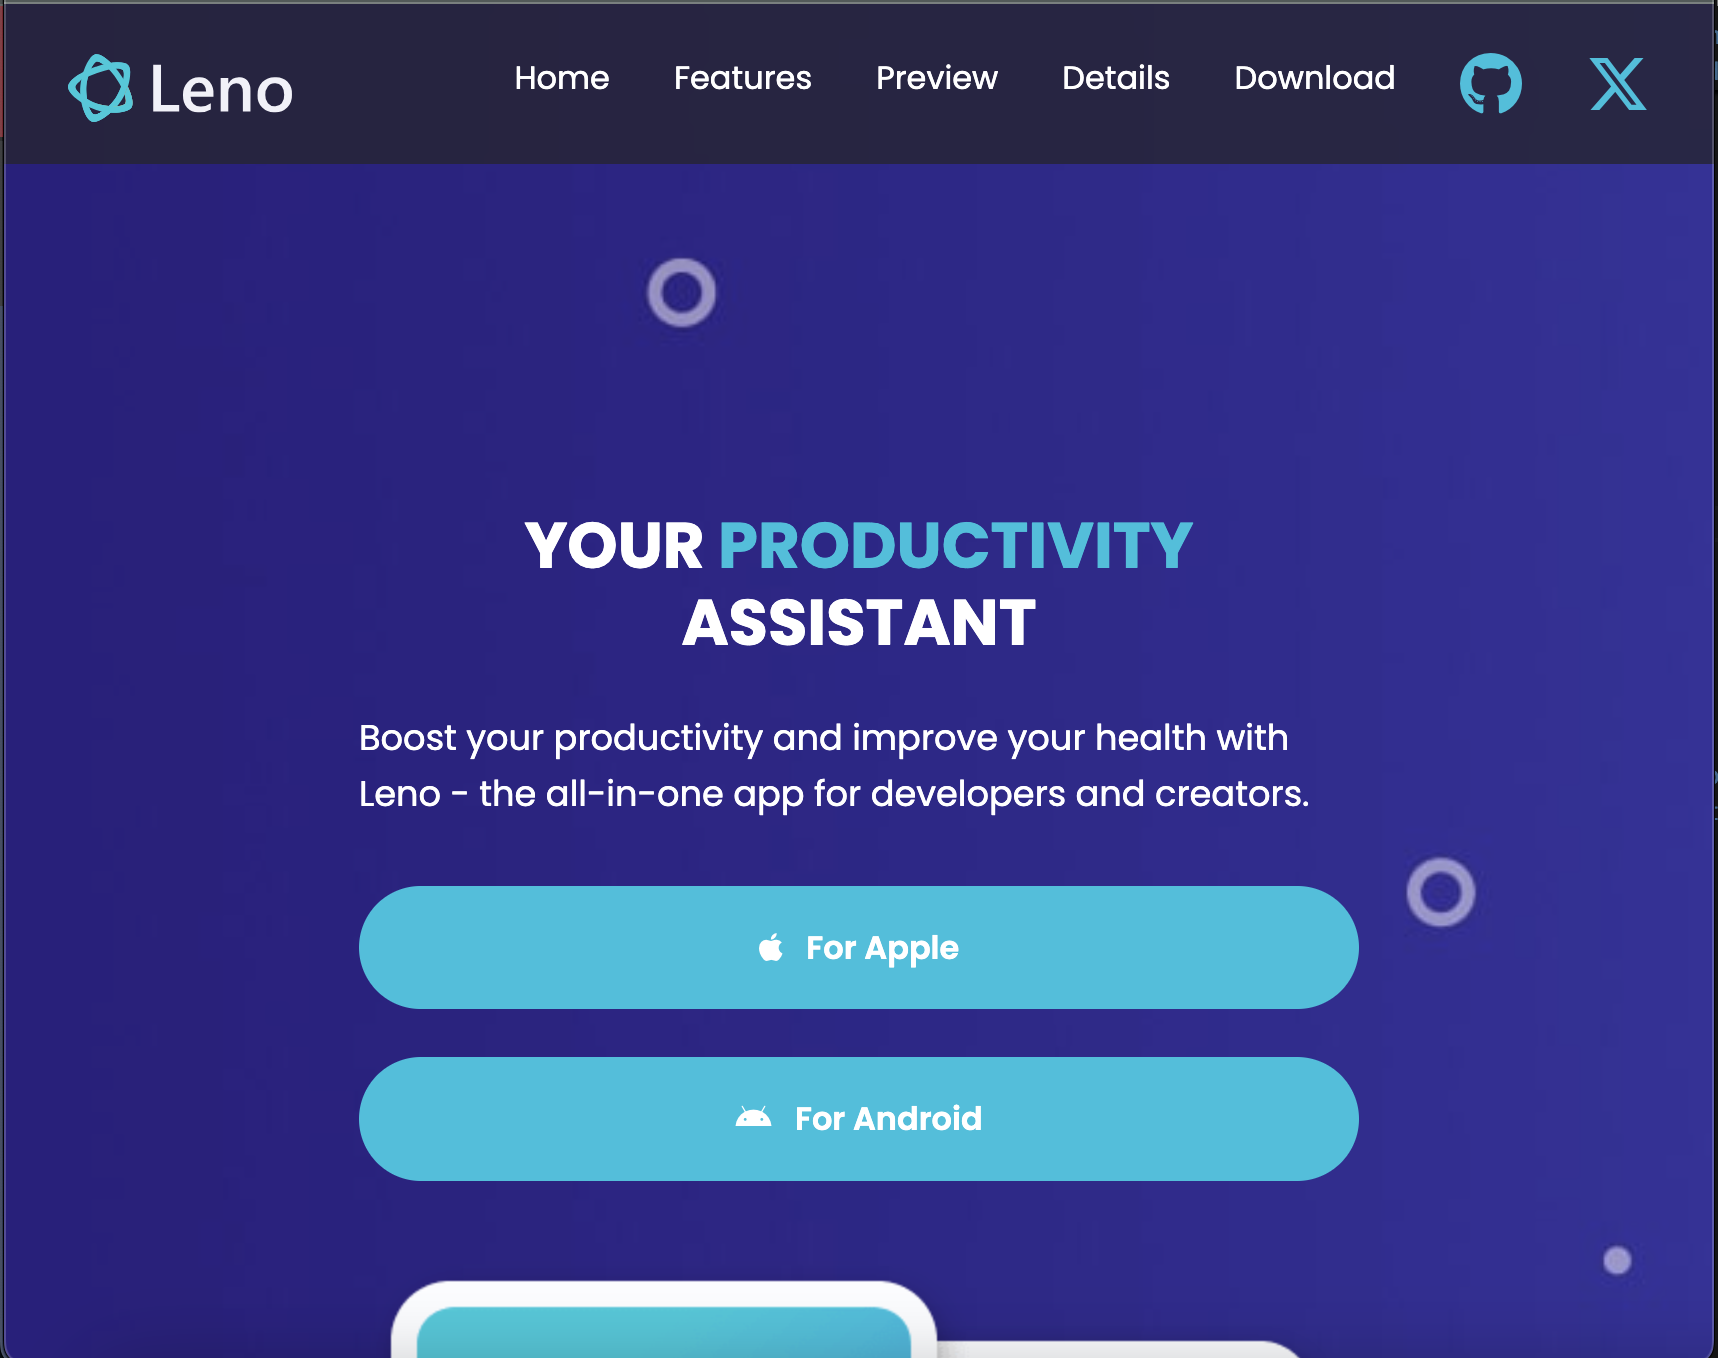 Leno
Home Features Preview Details Download
YOUR PRODUCTIVITY
ASSISTANT
Boost your productivity and improve your health with
Leno - the all-in-one app for developers and creators.
For Apple
For Android